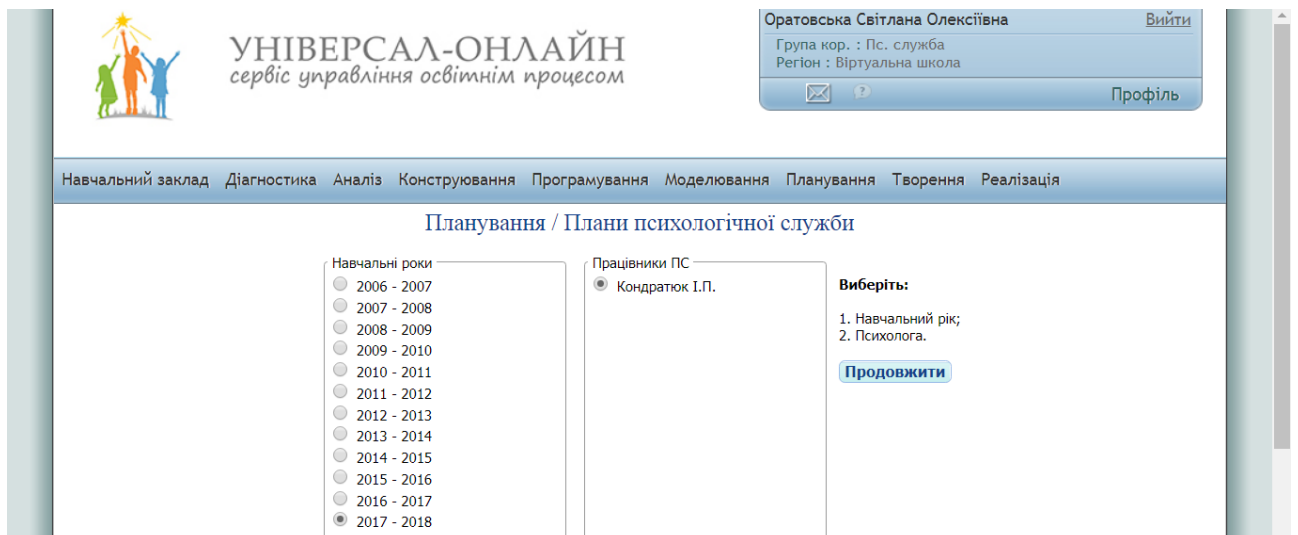 УНІВЕРСАЛ-ОНЛАЙН
сервіс управління освітнім процесом
Оратовська Світлана Олексіївна Вийти
Група кор. : Пс. служба
Регіон : Віртуальна школа
Профіль
Навчальний заклад Діагностика Аналіз Конструювання Програмування Моделювання Планування Творення Реалізація
Планування / Плани психологічної служби
Навчальні роки
2006 - 2007
2007 - 2008
2008 - 2009
2009 - 2010
2010 - 2011
2011 - 2012
2012 - 2013
2013 - 2014
2014 - 2015
2015 - 2016
2016 - 2017
2017 - 2018
Працівники ПС
Кондратюк І.П.
Виберіть:
1. Навчальний рік;
2. Психолога.
Продовжити